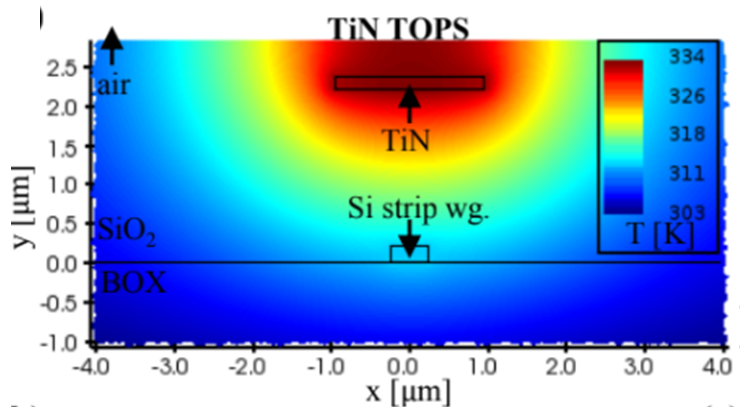 )
TiN TOPS
air
TiN
Si strip wg.
SiO₂
BOX
334
326
318
311
303
T [K]
y [μm]
2.5
2.0
1.5
1.0
0.5
0.0
-0.5
-1.0
-4.0 -3.0 -2.0 -1.0 0.0 1.0 2.0 3.0 4.0
x [μm]